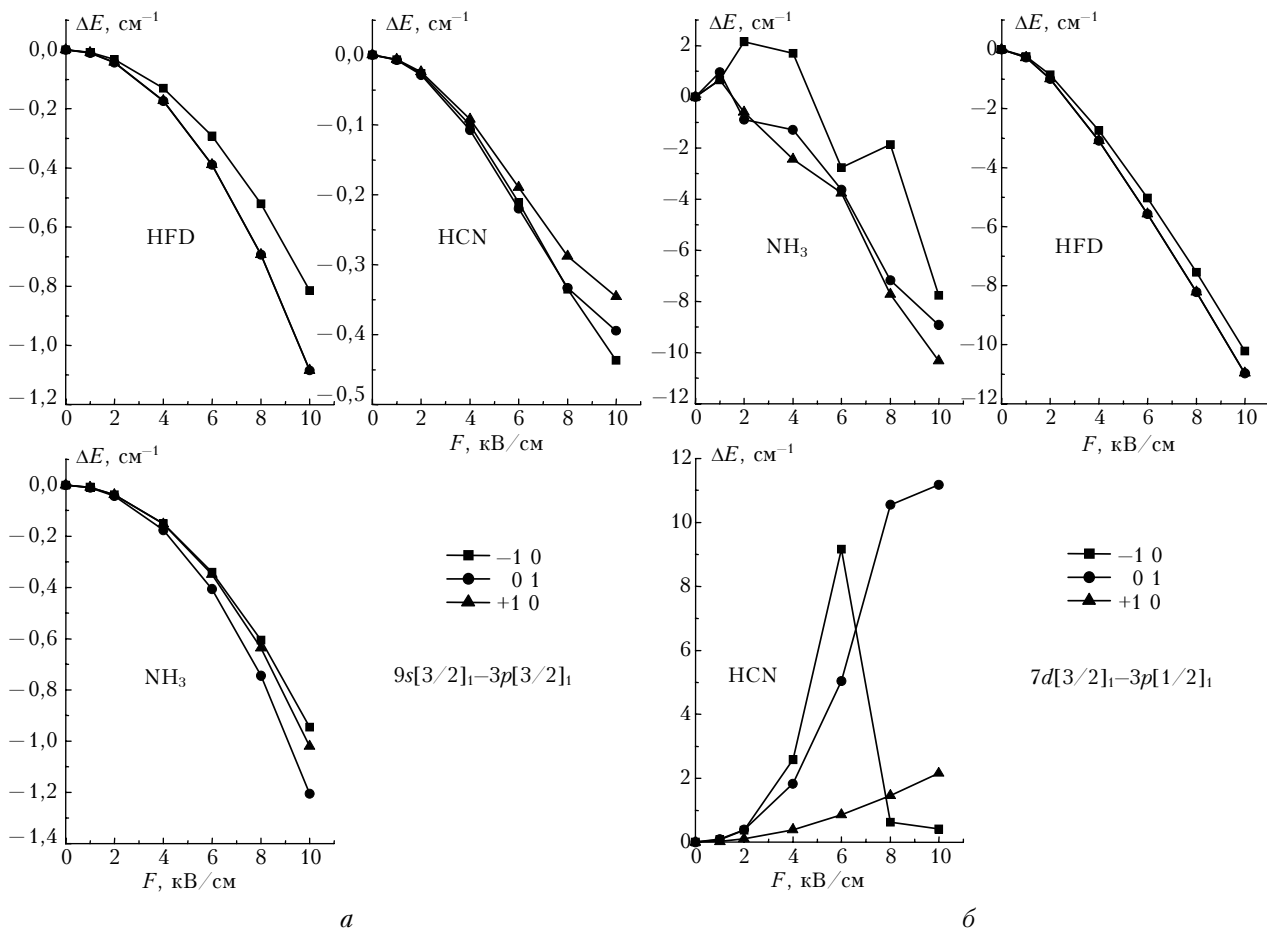 ΔE, см⁻¹
0,0
−0,2
−0,4
−0,6
−0,8
−1,0
−1,2
HFD
0 2 4 6 8 10
ΔE, см⁻¹
0,0
−0,1
−0,2
−0,3
−0,4
−0,5
HCN
0 2 4 6 8 10
F, кВ/см
ΔE, см⁻¹
2
0
−2
−4
−6
−8
−10
−12
NH₃
0 2 4 6 8 10
ΔE, см⁻¹
0
−2
−4
−6
−8
−10
−12
HFD
0 2 4 6 8 10
F, кВ/см
ΔE, см⁻¹
0,0
−0,2
−0,4
−0,6
−0,8
−1,0
−1,2
−1,4
NH₃
0 2 4 6 8 10
F, кВ/см
−1 0
0 1
+1 0
9s[3/2]₁–3p[3/2]₁
а
ΔE, см⁻¹
12
10
8
6
4
2
0
HCN
0 2 4 6 8 10
F, кВ/см
−1 0
0 1
+1 0
7d[3/2]₁–3p[1/2]₁
б